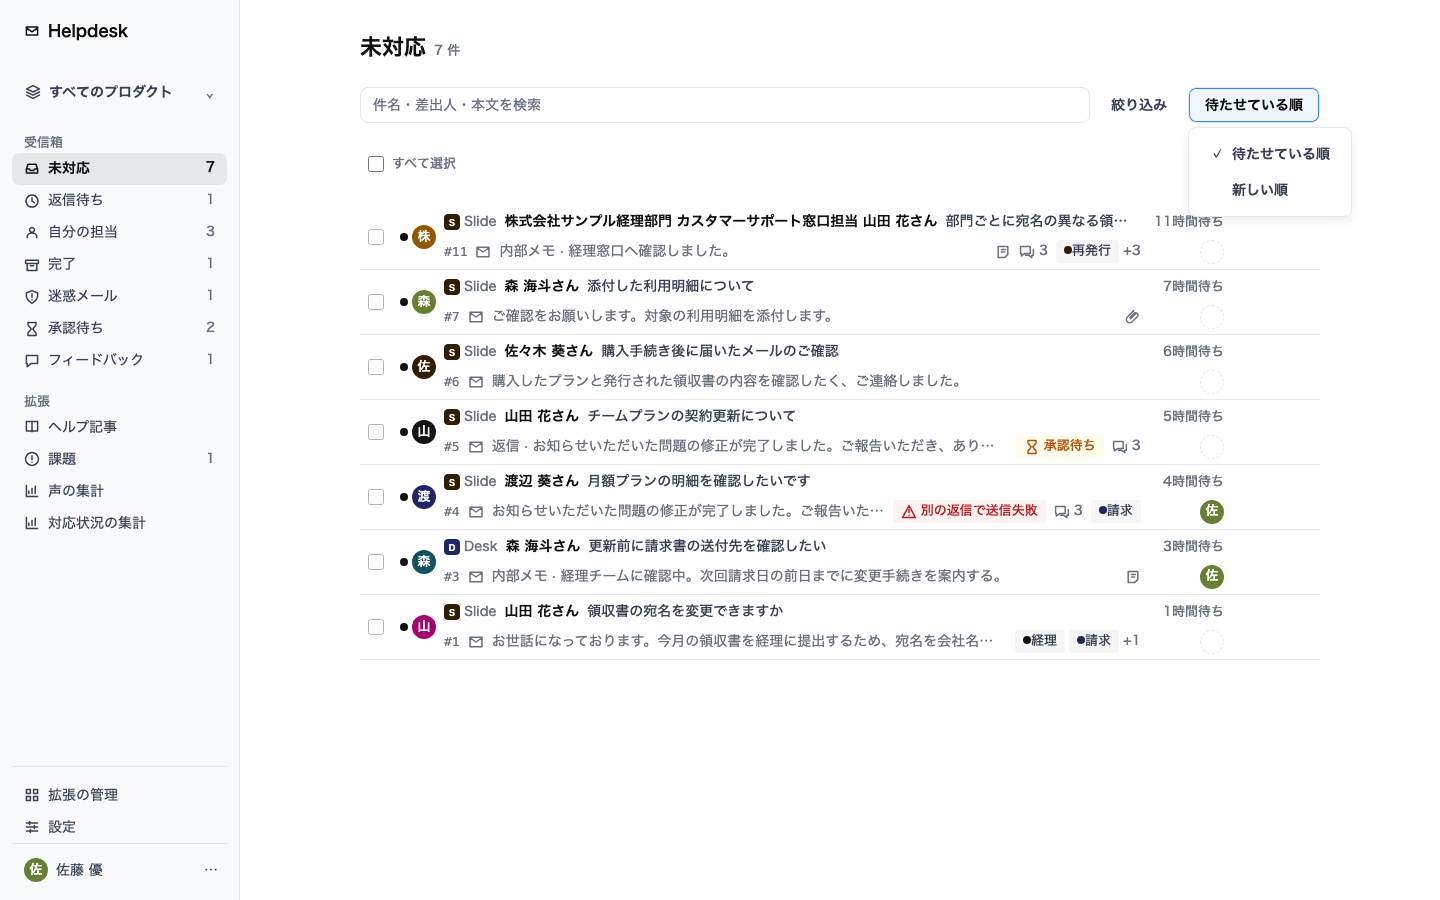 Helpdesk
すべてのプロダクト
受信箱
未対応 7
返信待ち 1
自分の担当 3
完了 1
迷惑メール 1
承認待ち 2
フィードバック 1
拡張
ヘルプ記事
課題 1
声の集計
対応状況の集計
拡張の管理
設定
佐 佐藤 優 …
未対応 7 件
件名・差出人・本文を検索 絞り込み 待たせている順
✓ 待たせている順
新しい順
すべて選択
株 S Slide 株式会社サンプル経理部門 カスタマーサポート窓口担当 山田 花さん 部門ごとに宛名の異なる領… 11時間待ち
#11 内部メモ · 経理窓口へ確認しました。 3 再発行 +3
森 S Slide 森 海斗さん 添付した利用明細について 7時間待ち
#7 ご確認をお願いします。対象の利用明細を添付します。
佐 S Slide 佐々木 葵さん 購入手続き後に届いたメールのご確認 6時間待ち
#6 購入したプランと発行された領収書の内容を確認したく、ご連絡しました。
山 S Slide 山田 花さん チームプランの契約更新について 5時間待ち
#5 返信 · お知らせいただいた問題の修正が完了しました。ご報告いただき、あり… 承認待ち 3
渡 S Slide 渡辺 葵さん 月額プランの明細を確認したいです 4時間待ち
#4 お知らせいただいた問題の修正が完了しました。ご報告いた… 別の返信で送信失敗 3 請求 佐
森 D Desk 森 海斗さん 更新前に請求書の送付先を確認したい 3時間待ち
#3 内部メモ · 経理チームに確認中。次回請求日の前日までに変更手続きを案内する。 佐
山 S Slide 山田 花さん 領収書の宛名を変更できますか 1時間待ち
#1 お世話になっております。今月の領収書を経理に提出するため、宛名を会社名… 経理 請求 +1